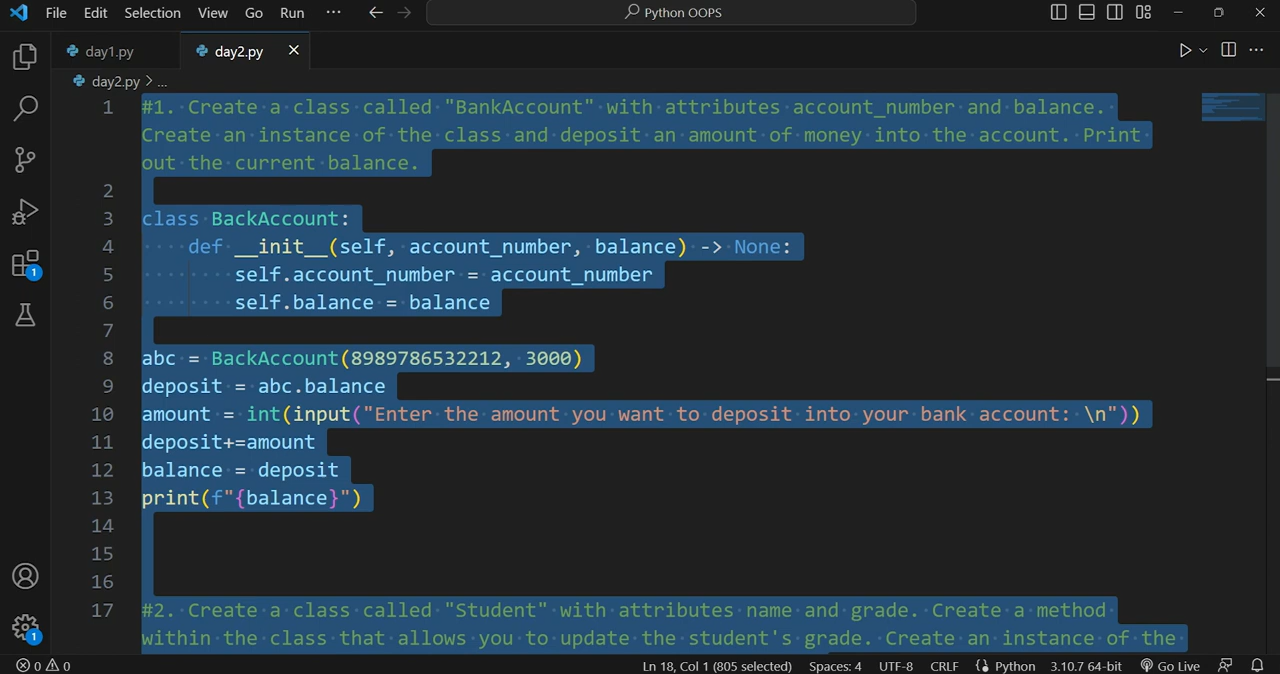 File Edit Selection View Go Run ··· Python OOPS
day1.py day2.py
day2.py > ...
1 #1. Create a class called "BankAccount" with attributes account_number and balance.
Create an instance of the class and deposit an amount of money into the account. Print
out the current balance.
2
3 class BackAccount:
4 def __init__(self, account_number, balance) -> None:
5 self.account_number = account_number
6 self.balance = balance
7
8 abc = BackAccount(8989786532212, 3000)
9 deposit = abc.balance
10 amount = int(input("Enter the amount you want to deposit into your bank account: \n"))
11 deposit+=amount
12 balance = deposit
13 print(f"{balance}")
14
15
16
17 #2. Create a class called "Student" with attributes name and grade. Create a method
within the class that allows you to update the student's grade. Create an instance of the
1
1
0 0 Ln 18, Col 1 (805 selected) Spaces: 4 UTF-8 CRLF Python 3.10.7 64-bit Go Live